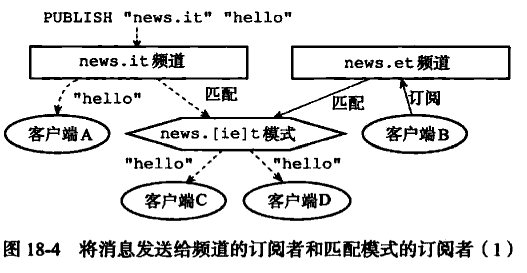 PUBLISH "news.it" "hello"
news.it 频道
news.et 频道
"hello"
匹配
匹配
订阅
客户端A
news.[ie]t模式
客户端B
"hello"
"hello"
客户端C
客户端D
图 18-4 将消息发送给频道的订阅者和匹配模式的订阅者（1）